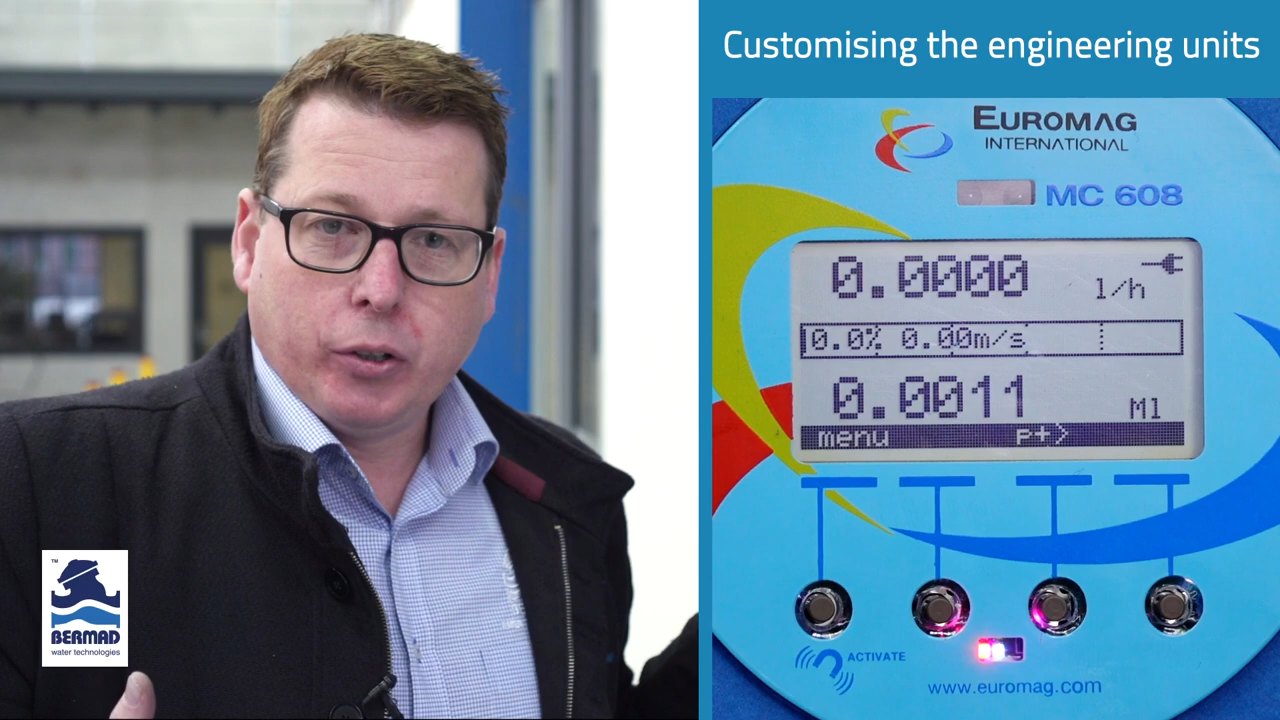 Customising the engineering units
EUROMAG
INTERNATIONAL
MC 608
0.0000 l/h
0.0% 0.00m/s
0.0011 Ml
menu p+>
ACTIVATE
www.euromag.com
TM
BERMAD
water technologies